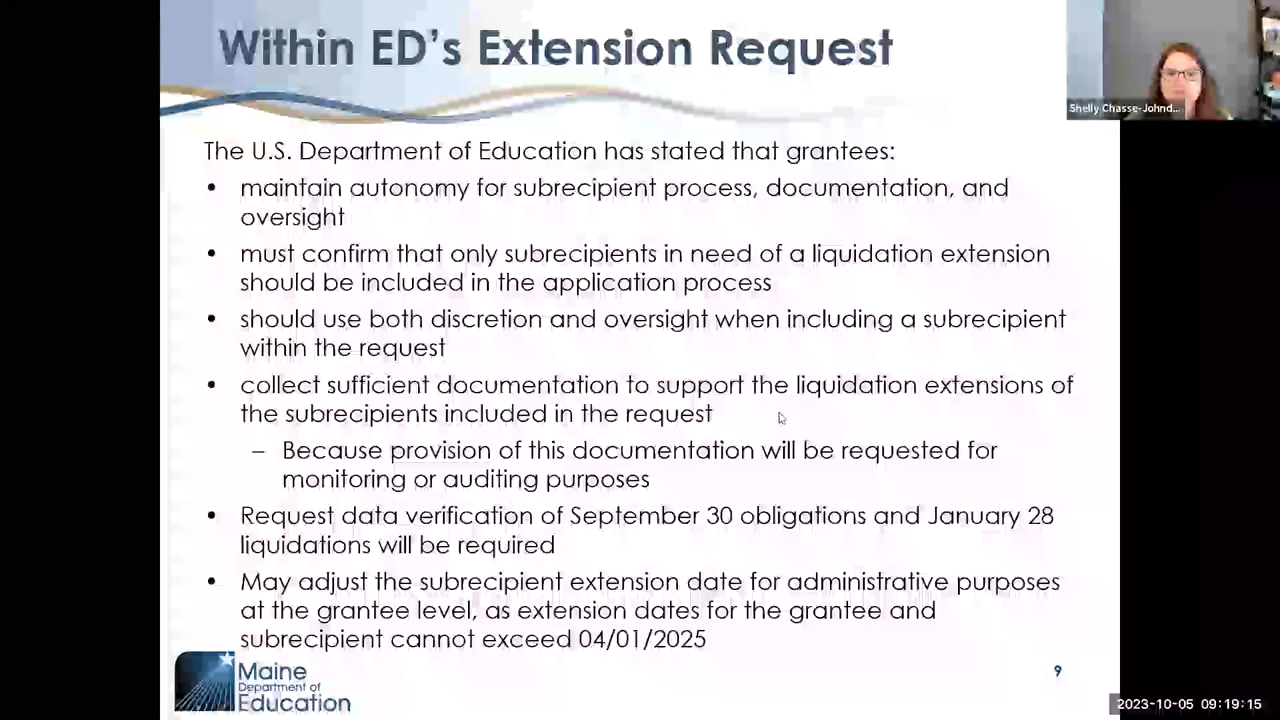 Within ED's Extension Request
Shelly Chasse-Johnd...
The U.S. Department of Education has stated that grantees:
• maintain autonomy for subrecipient process, documentation, and
oversight
• must confirm that only subrecipients in need of a liquidation extension
should be included in the application process
• should use both discretion and oversight when including a subrecipient
within the request
• collect sufficient documentation to support the liquidation extensions of
the subrecipients included in the request
– Because provision of this documentation will be requested for
monitoring or auditing purposes
• Request data verification of September 30 obligations and January 28
liquidations will be required
• May adjust the subrecipient extension date for administrative purposes
at the grantee level, as extension dates for the grantee and
subrecipient cannot exceed 04/01/2025
Maine
Department of
Education
9
2023-10-05 09:19:15